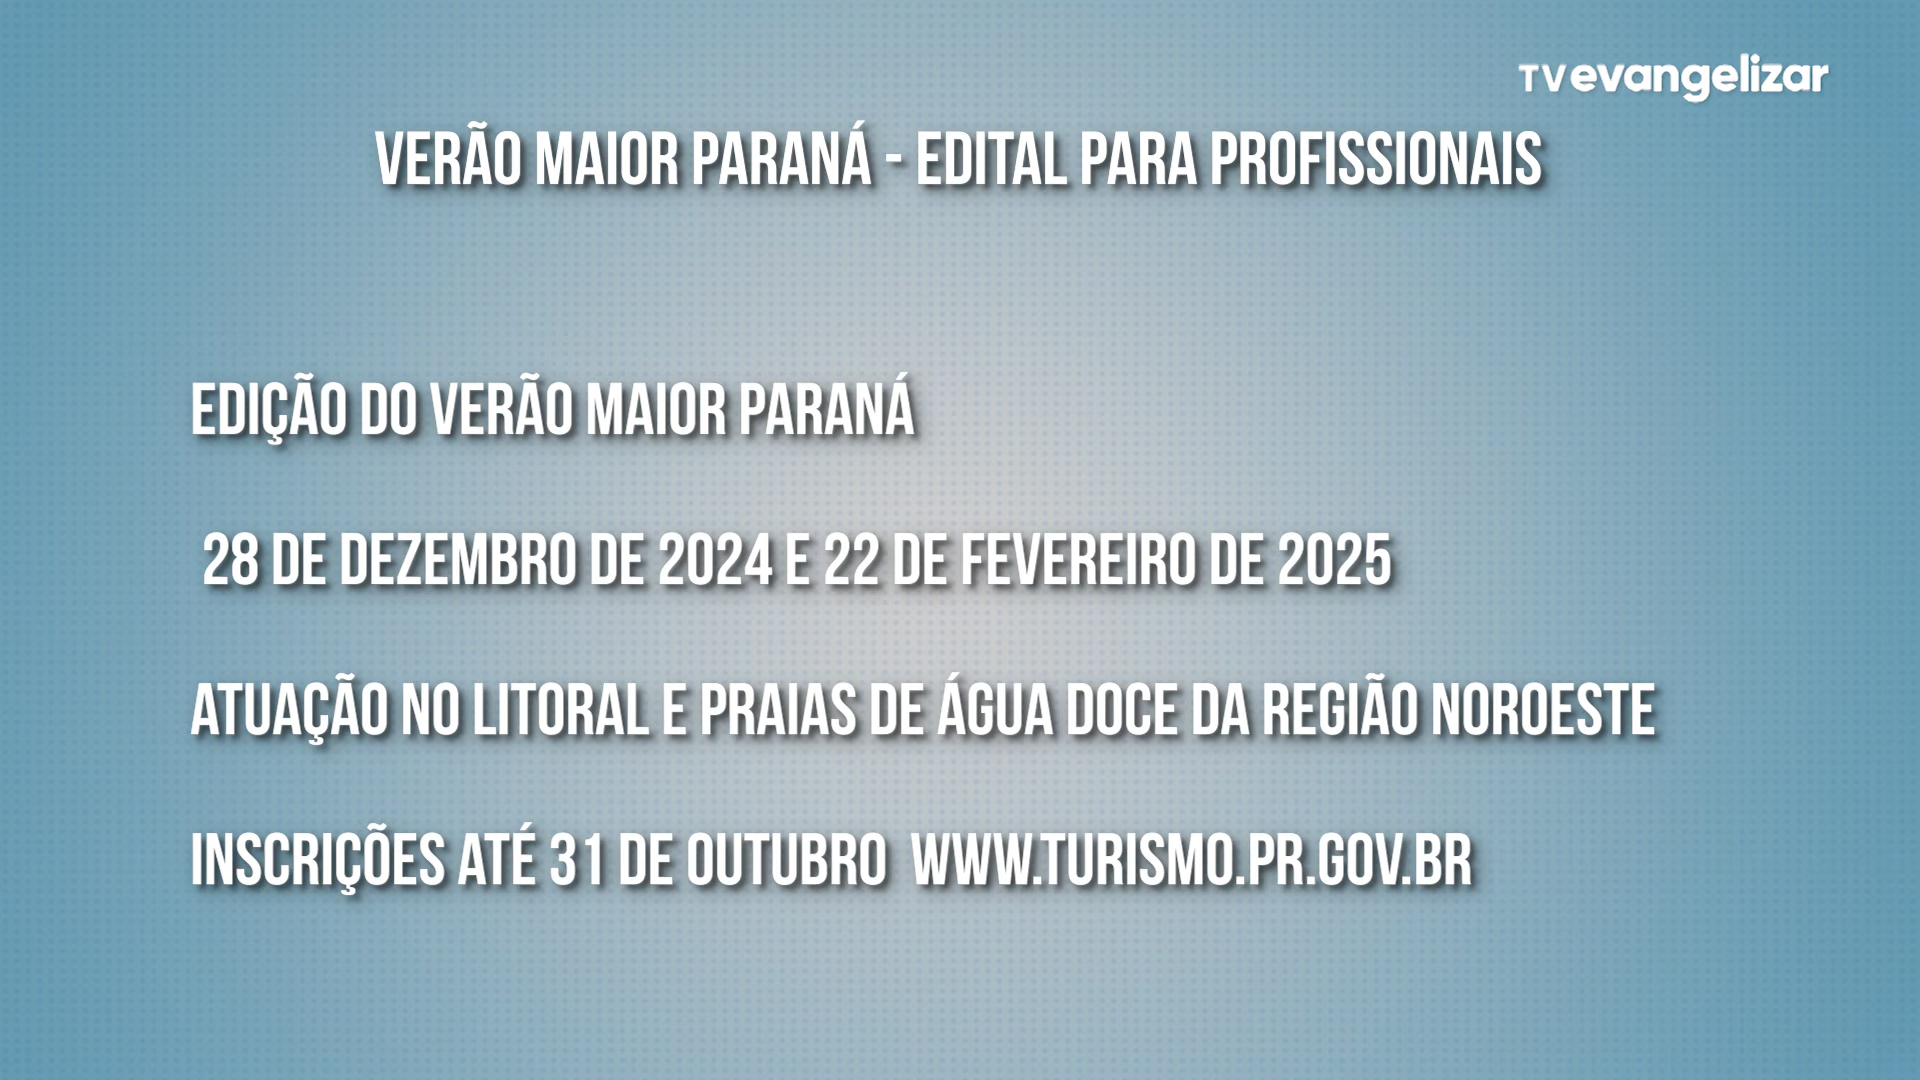 TVevangelizar
VERÃO MAIOR PARANÁ - EDITAL PARA PROFISSIONAIS
EDIÇÃO DO VERÃO MAIOR PARANÁ
28 DE DEZEMBRO DE 2024 E 22 DE FEVEREIRO DE 2025
ATUAÇÃO NO LITORAL E PRAIAS DE ÁGUA DOCE DA REGIÃO NOROESTE
INSCRIÇÕES ATÉ 31 DE OUTUBRO WWW.TURISMO.PR.GOV.BR